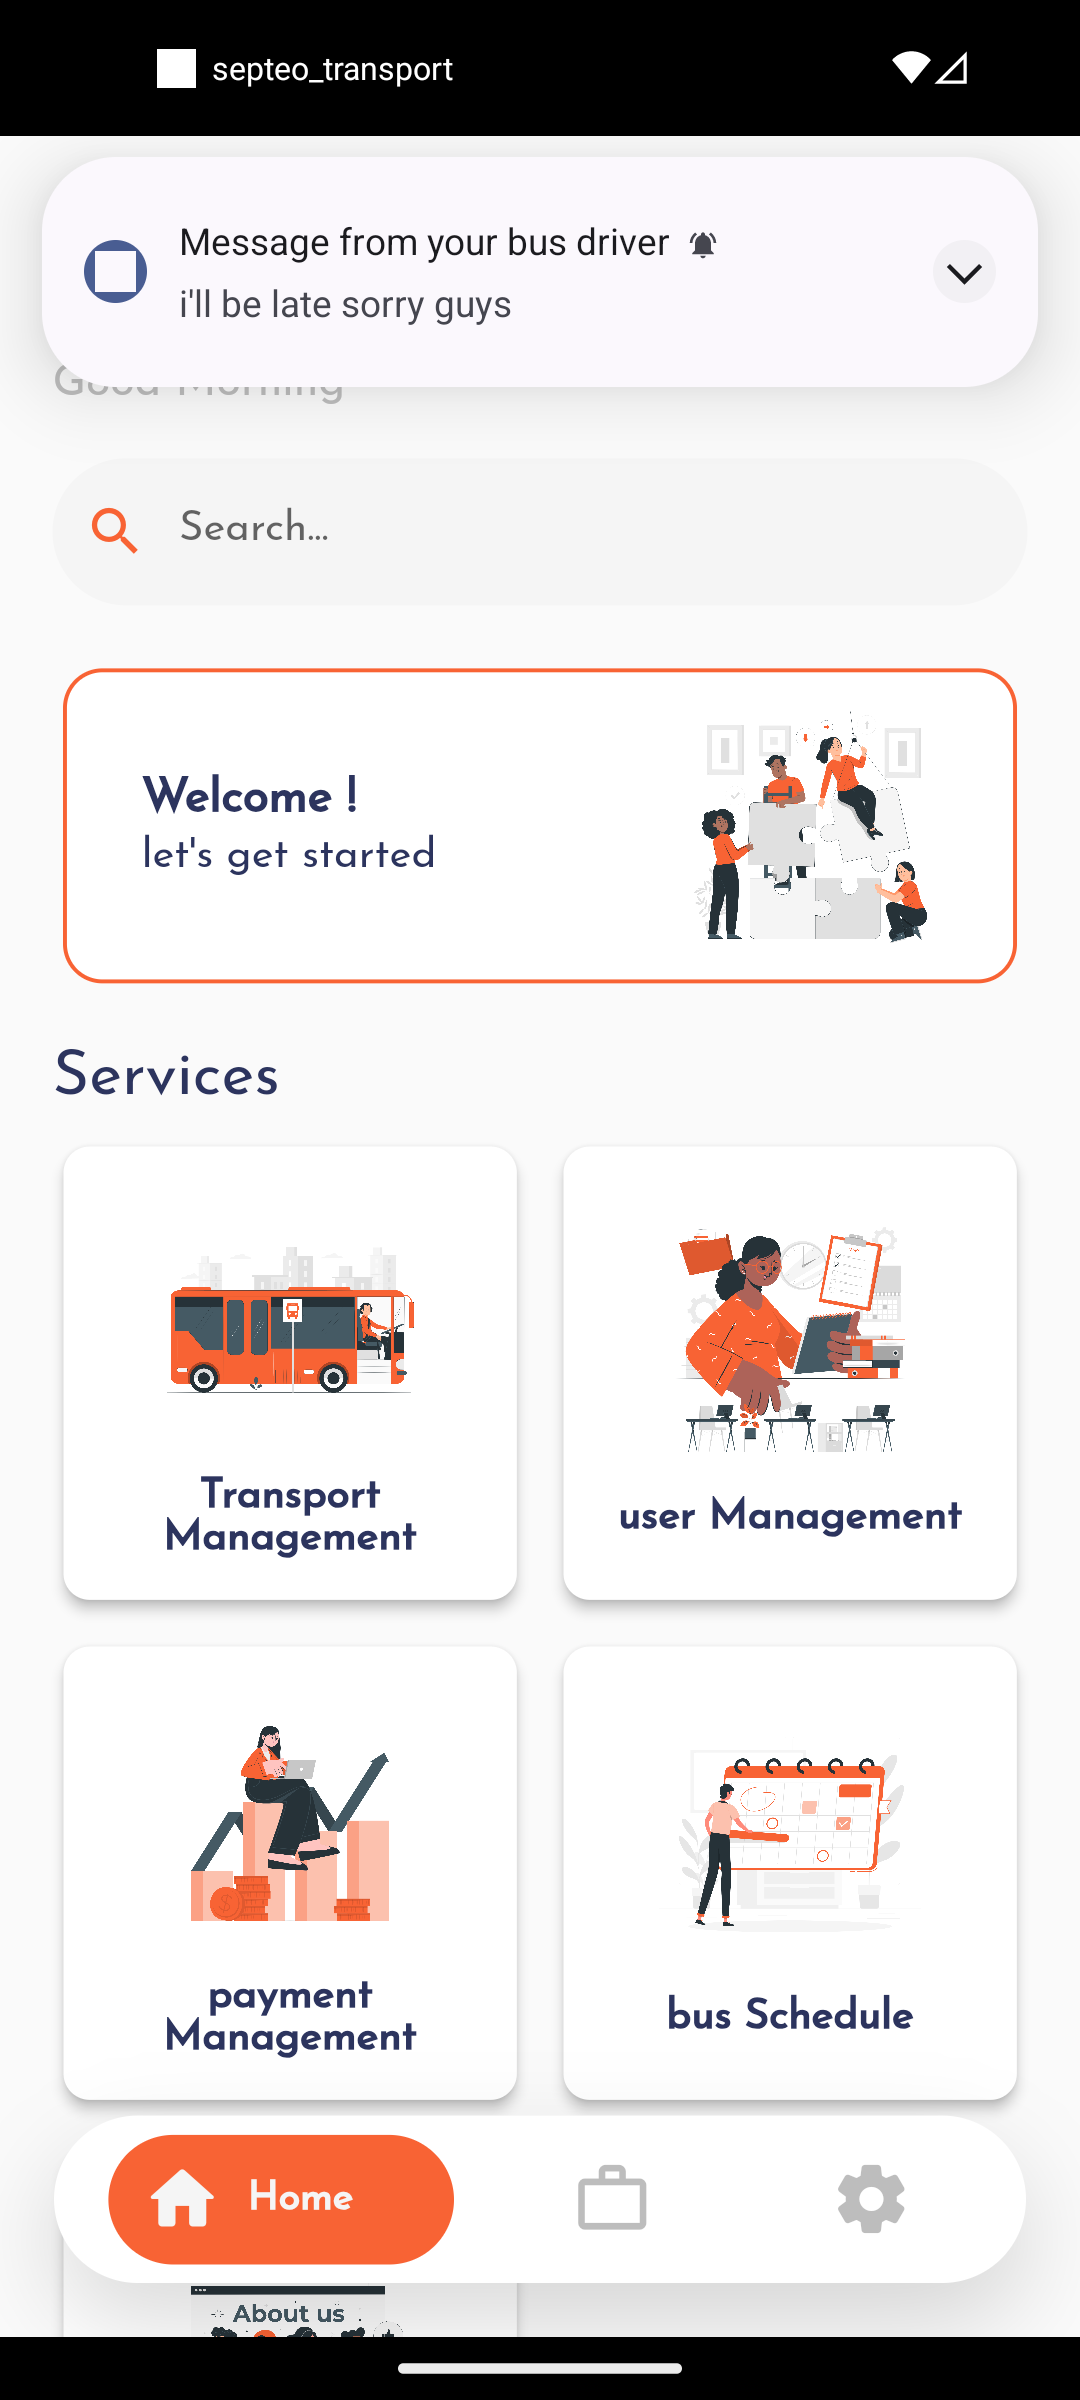 septeo_transport
Message from your bus driver
i'll be late sorry guys
Good Morning
Search...
Welcome !
let's get started
Services
Transport
Management
user Management
payment
Management
bus Schedule
Home
About us